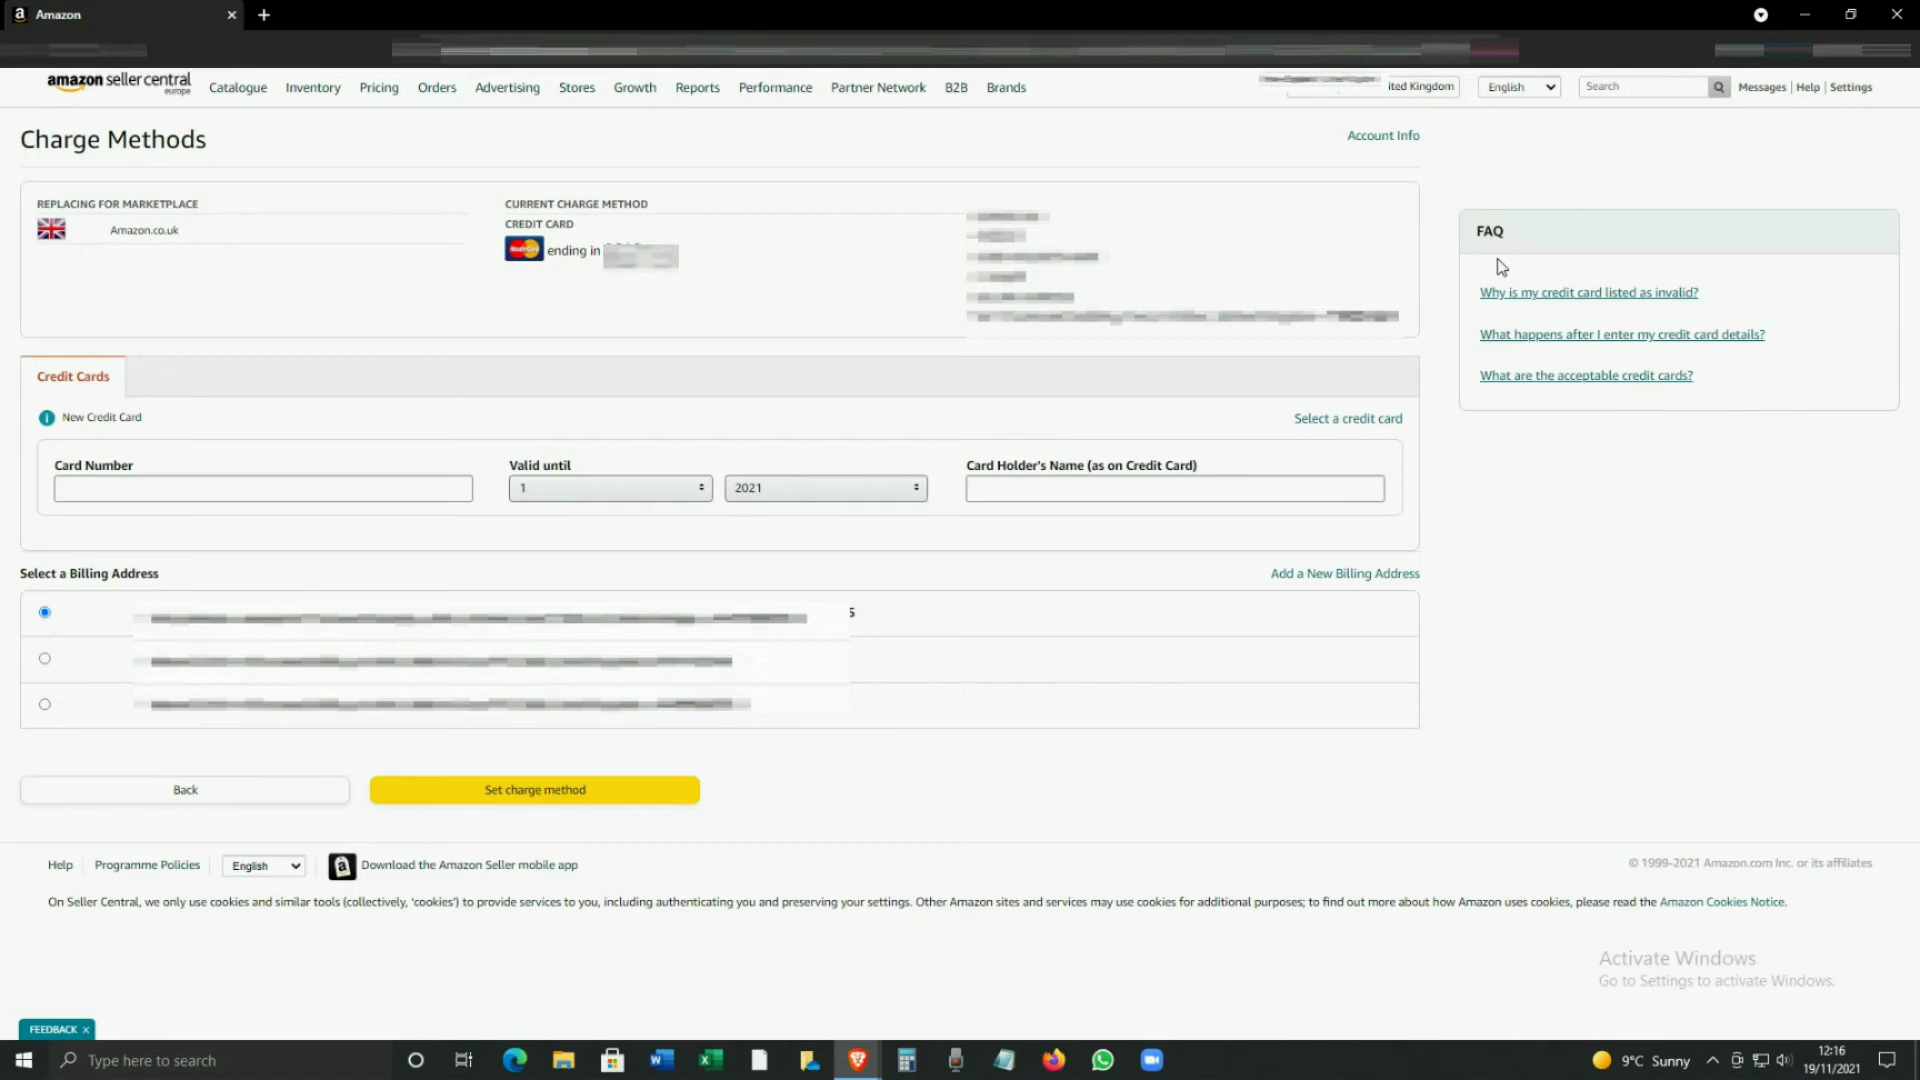 Amazon
amazon seller central
europe
Catalogue Inventory Pricing Orders Advertising Stores Growth Reports Performance Partner Network B2B Brands
ited Kingdom
English
Search
Messages | Help | Settings
Charge Methods
Account Info
REPLACING FOR MARKETPLACE
Amazon.co.uk
CURRENT CHARGE METHOD
CREDIT CARD
MasterCard ending in
FAQ
Why is my credit card listed as invalid?
What happens after I enter my credit card details?
What are the acceptable credit cards?
Credit Cards
i New Credit Card
Select a credit card
Card Number
Valid until
1
2021
Card Holder's Name (as on Credit Card)
Select a Billing Address
Add a New Billing Address
5
Back
Set charge method
Help Programme Policies English Download the Amazon Seller mobile app
© 1999-2021 Amazon.com Inc. or its affiliates
On Seller Central, we only use cookies and similar tools (collectively, 'cookies') to provide services to you, including authenticating you and preserving your settings. Other Amazon sites and services may use cookies for additional purposes; to find out more about how Amazon uses cookies, please read the Amazon Cookies Notice.
Activate Windows
Go to Settings to activate Windows.
FEEDBACK x
Type here to search
9°C Sunny
12:16
19/11/2021